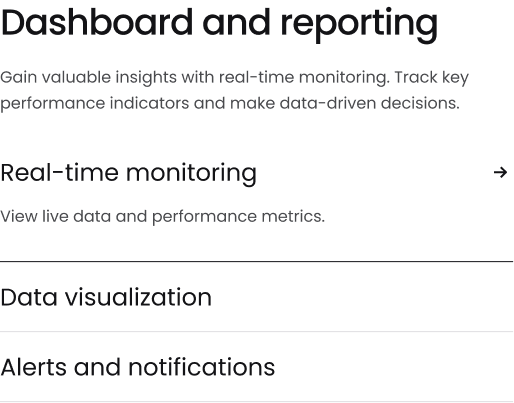 Dashboard and reporting
Gain valuable insights with real-time monitoring. Track key
performance indicators and make data-driven decisions.
Real-time monitoring →
View live data and performance metrics.
Data visualization
Alerts and notifications